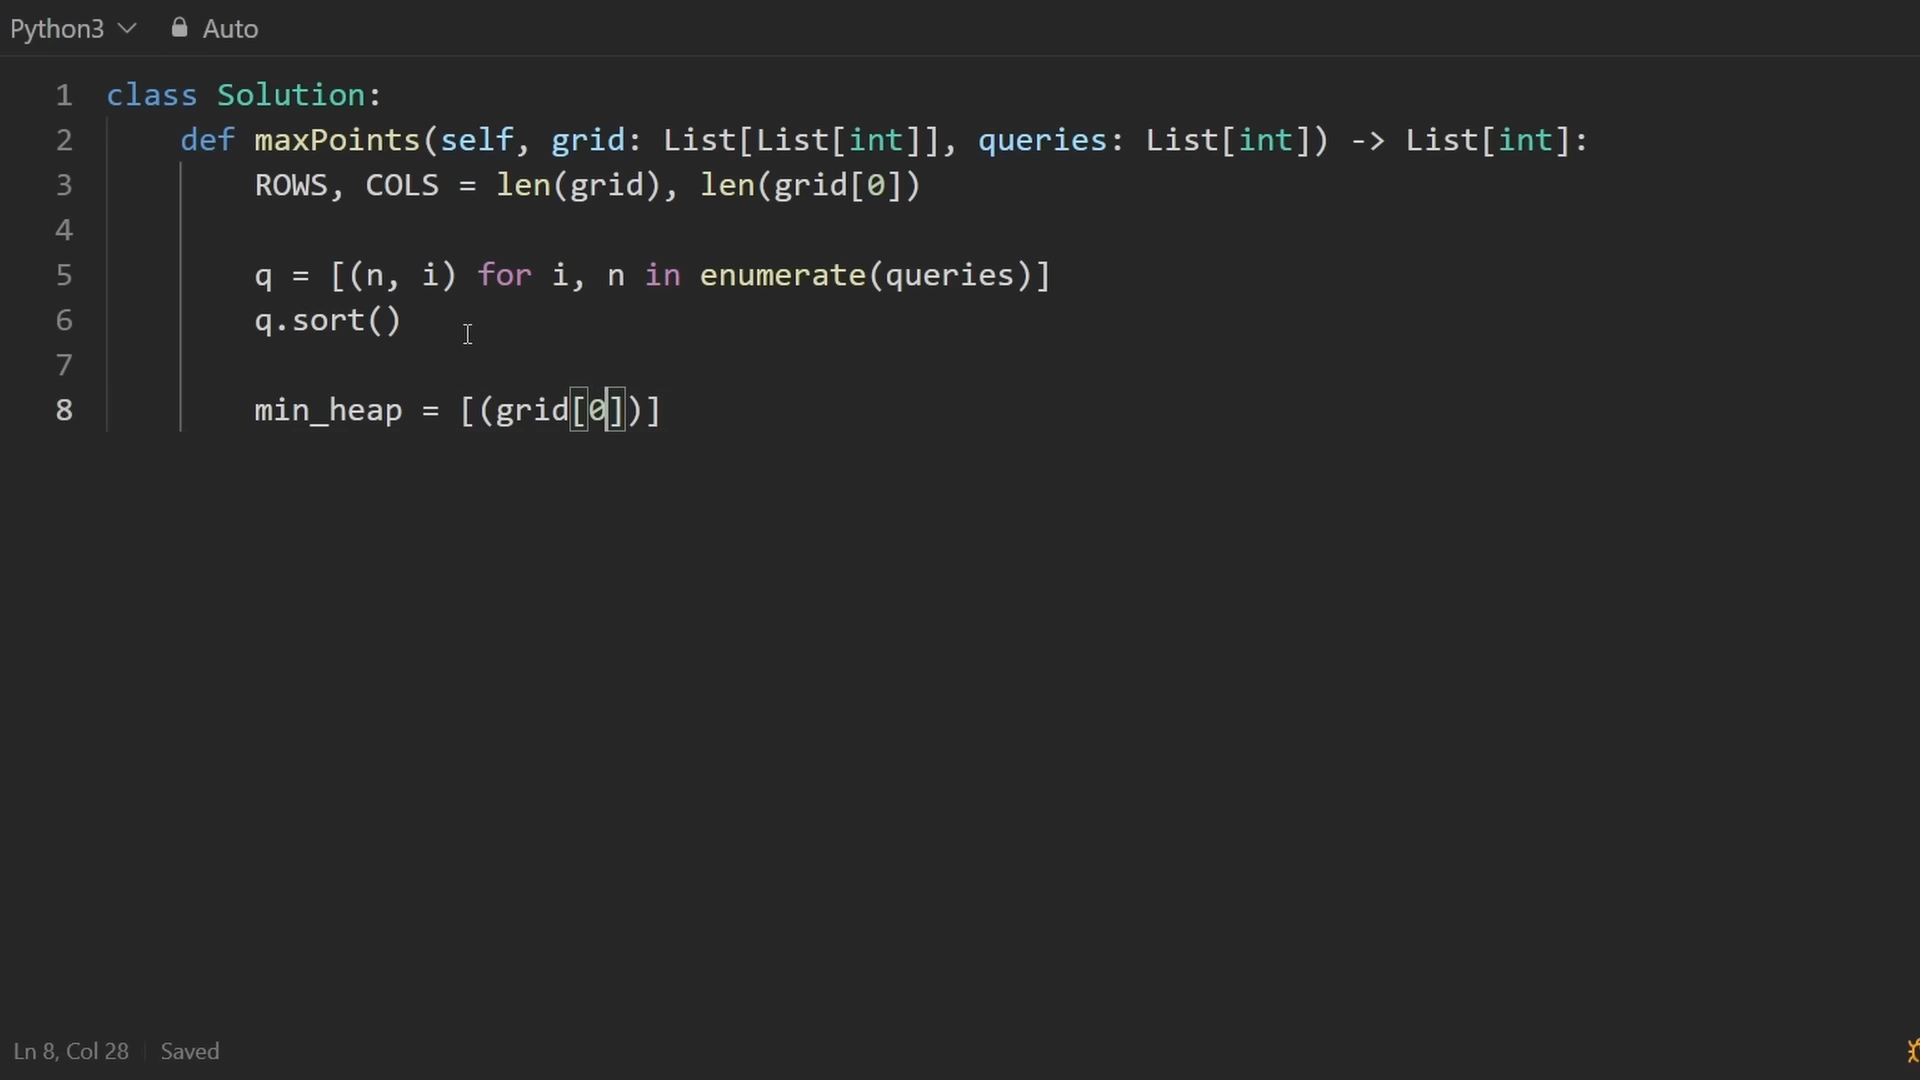 Python3 Auto
1 class Solution:
2 def maxPoints(self, grid: List[List[int]], queries: List[int]) -> List[int]:
3 ROWS, COLS = len(grid), len(grid[0])
4
5 q = [(n, i) for i, n in enumerate(queries)]
6 q.sort()
7
8 min_heap = [(grid[0])]
Ln 8, Col 28 Saved